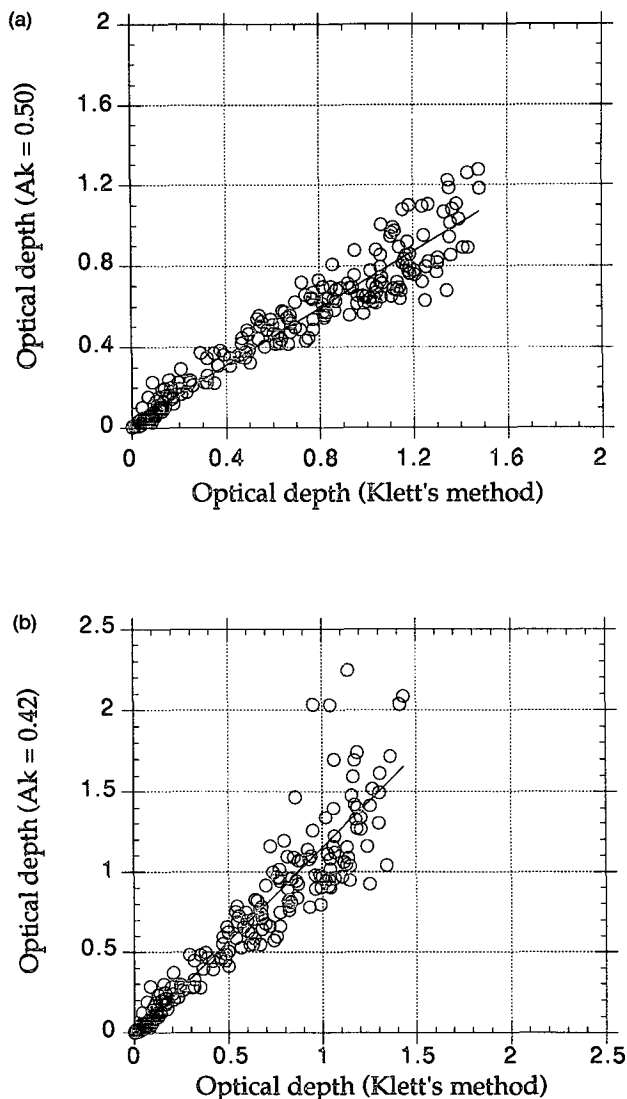 (a)
Optical depth (Ak = 0.50)
2
1.6
1.2
0.8
0.4
0
0 0.4 0.8 1.2 1.6 2
Optical depth (Klett's method)
(b)
Optical depth (Ak = 0.42)
2.5
2
1.5
1
0.5
0
0 0.5 1 1.5 2 2.5
Optical depth (Klett's method)